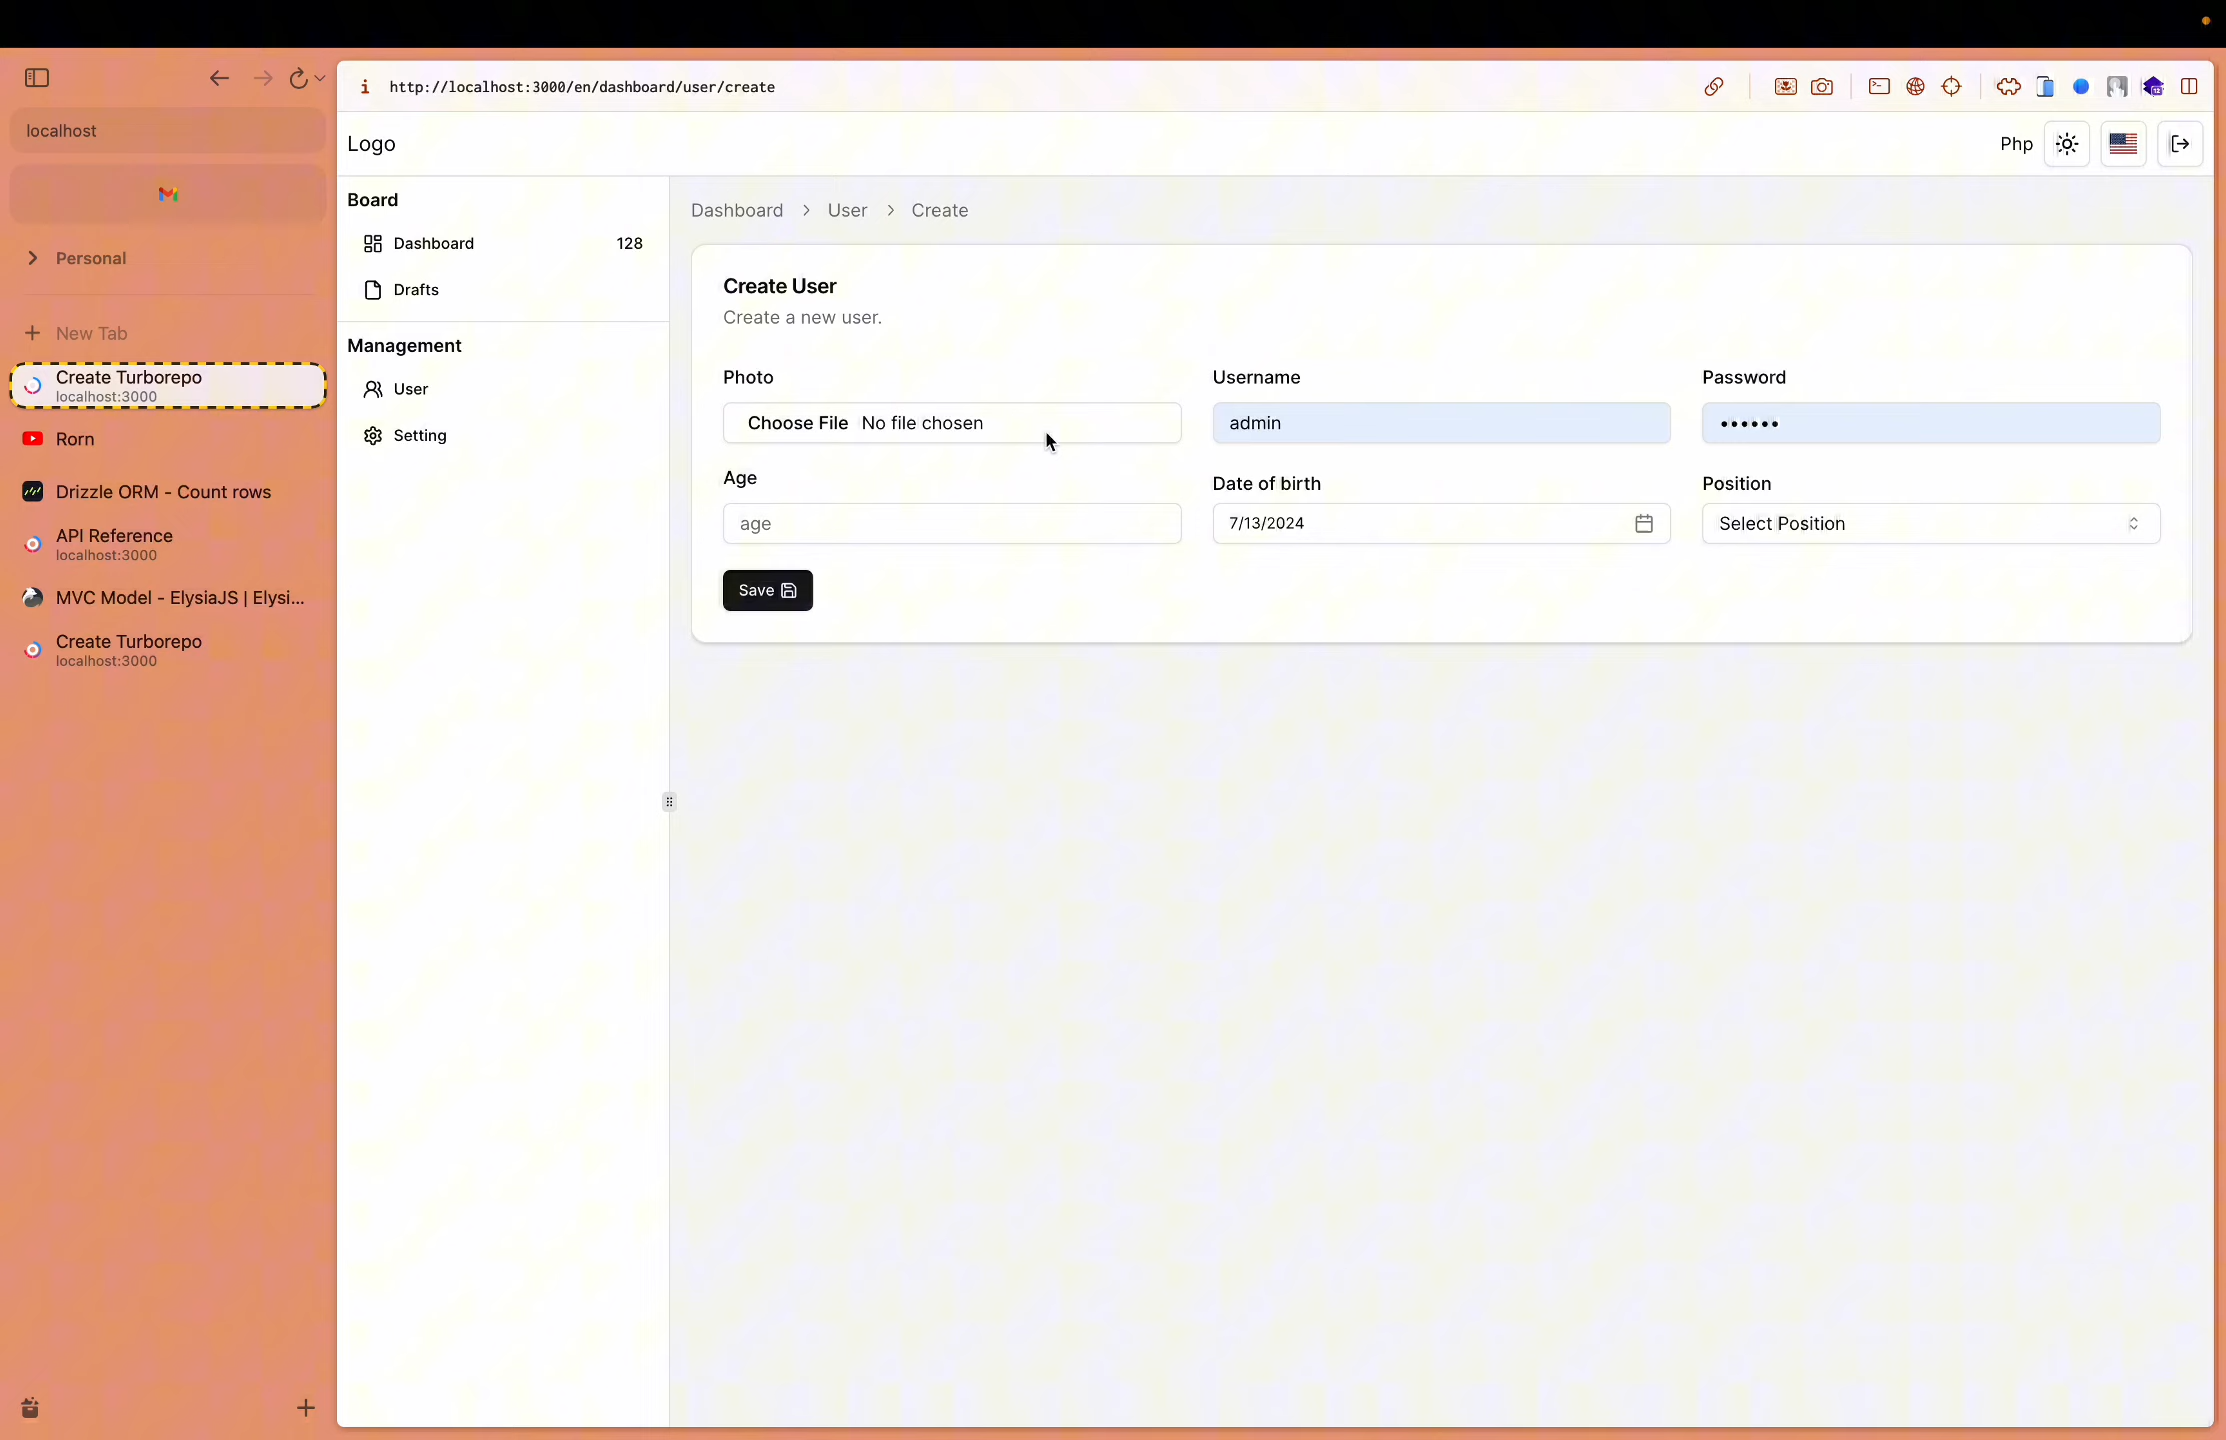 http://localhost:3000/en/dashboard/user/create
localhost
Personal
New Tab
Create Turborepo
localhost:3000
Rorn
Drizzle ORM - Count rows
API Reference
localhost:3000
MVC Model - ElysiaJS | Elysi...
Create Turborepo
localhost:3000
Logo
Php
Board
Dashboard 128
Drafts
Management
User
Setting
Dashboard > User > Create
Create User
Create a new user.
Photo Username Password
Choose File No file chosen admin ••••••
Age Date of birth Position
age 7/13/2024 Select Position
Save